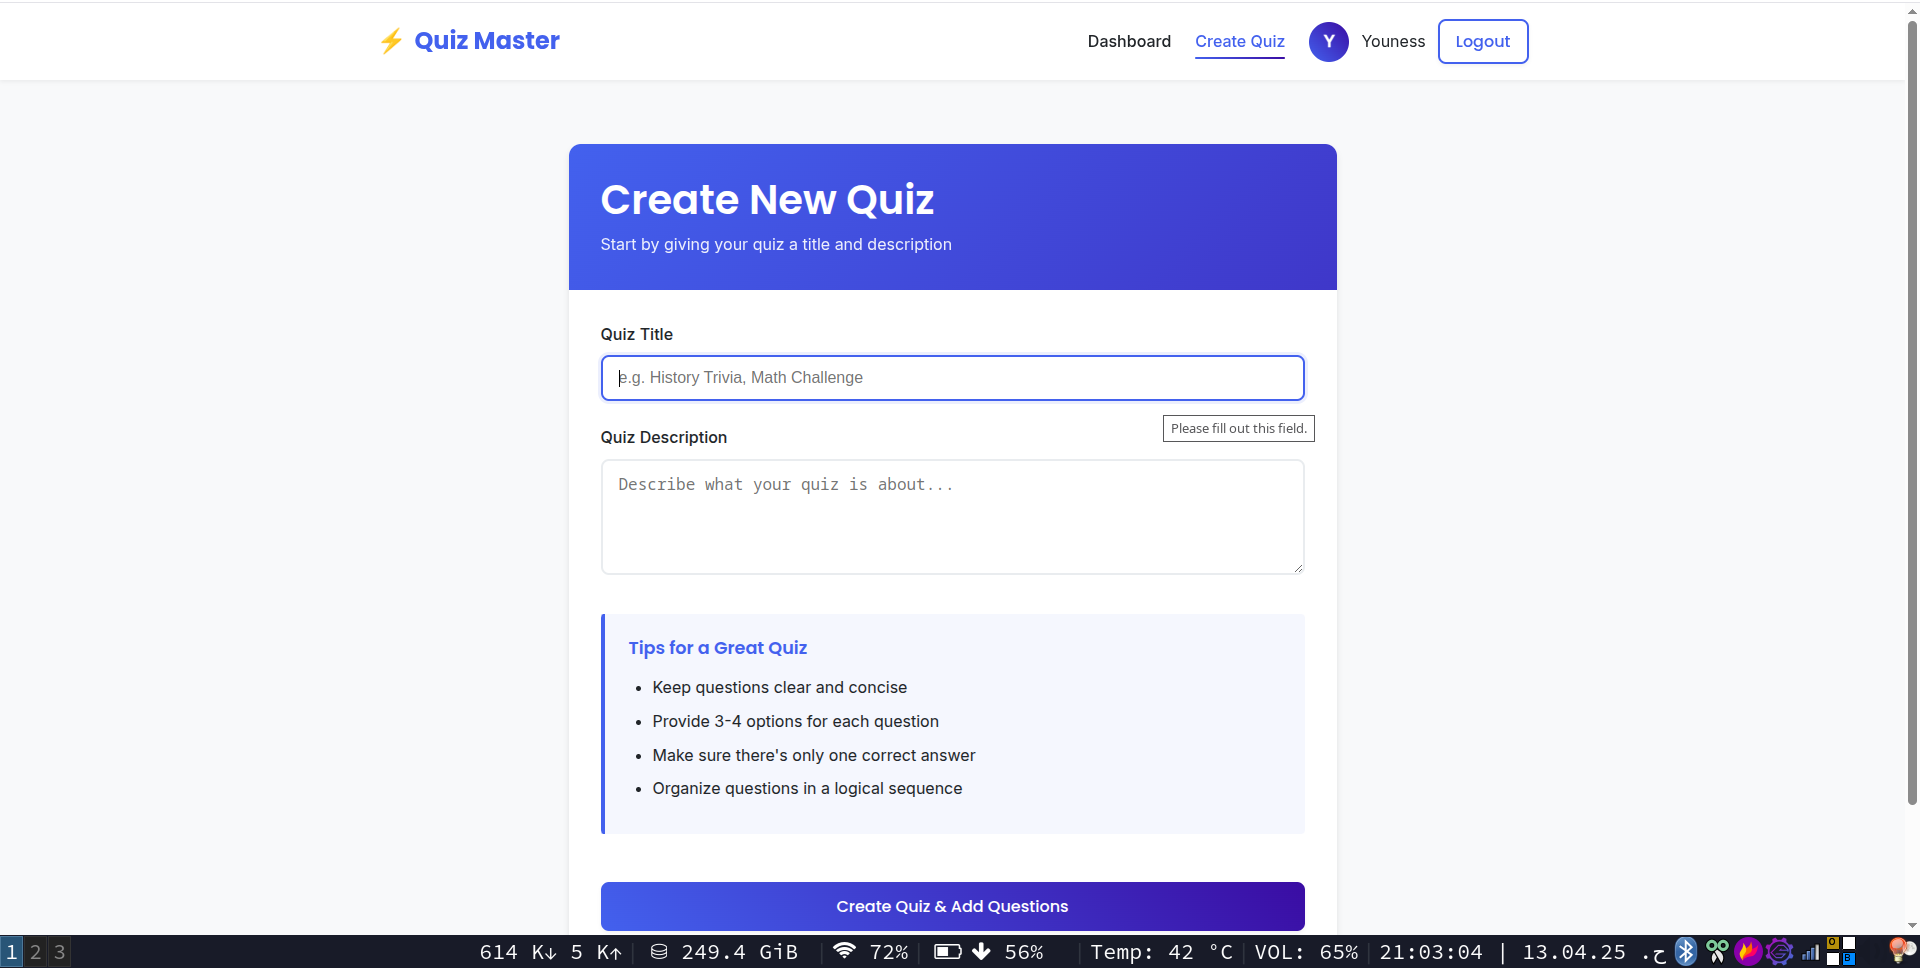 ⚡ Quiz Master
Dashboard Create Quiz Y Youness Logout
Create New Quiz
Start by giving your quiz a title and description
Quiz Title
e.g. History Trivia, Math Challenge
Please fill out this field.
Quiz Description
Describe what your quiz is about...
Tips for a Great Quiz
• Keep questions clear and concise
• Provide 3-4 options for each question
• Make sure there's only one correct answer
• Organize questions in a logical sequence
Create Quiz & Add Questions
1 2 3 614 K↓ 5 K↑ 249.4 GiB 72% 56% Temp: 42 °C VOL: 65% 21:03:04 | 13.04.25 ح.